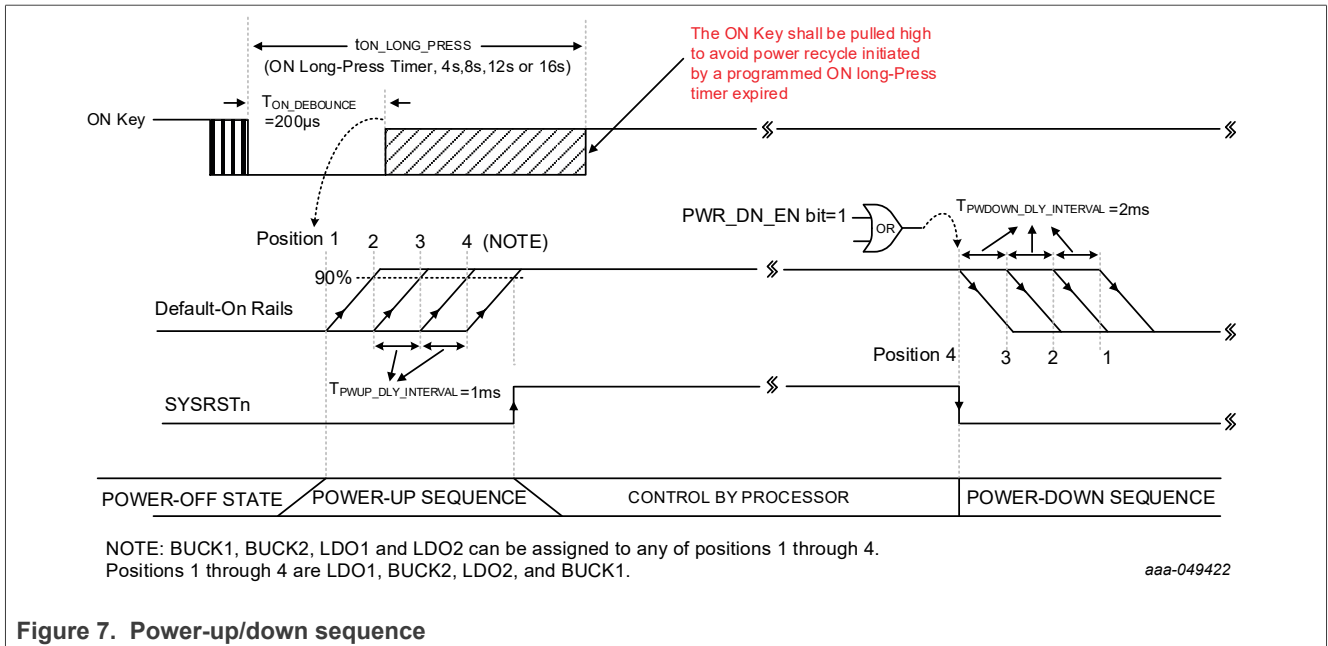 tON_LONG_PRESS
(ON Long-Press Timer, 4s,8s,12s or 16s)
The ON Key shall be pulled high
to avoid power recycle initiated
by a programmed ON long-Press
timer expired
TON_DEBOUNCE
=200µs
ON Key
PWR_DN_EN bit=1
OR
TPWDOWN_DLY_INTERVAL =2ms
Position 1 2 3 4 (NOTE)
90%
Default-On Rails
Position 4 3 2 1
TPWUP_DLY_INTERVAL =1ms
SYSRSTn
POWER-OFF STATE POWER-UP SEQUENCE CONTROL BY PROCESSOR POWER-DOWN SEQUENCE
NOTE: BUCK1, BUCK2, LDO1 and LDO2 can be assigned to any of positions 1 through 4.
Positions 1 through 4 are LDO1, BUCK2, LDO2, and BUCK1.
aaa-049422
Figure 7. Power-up/down sequence